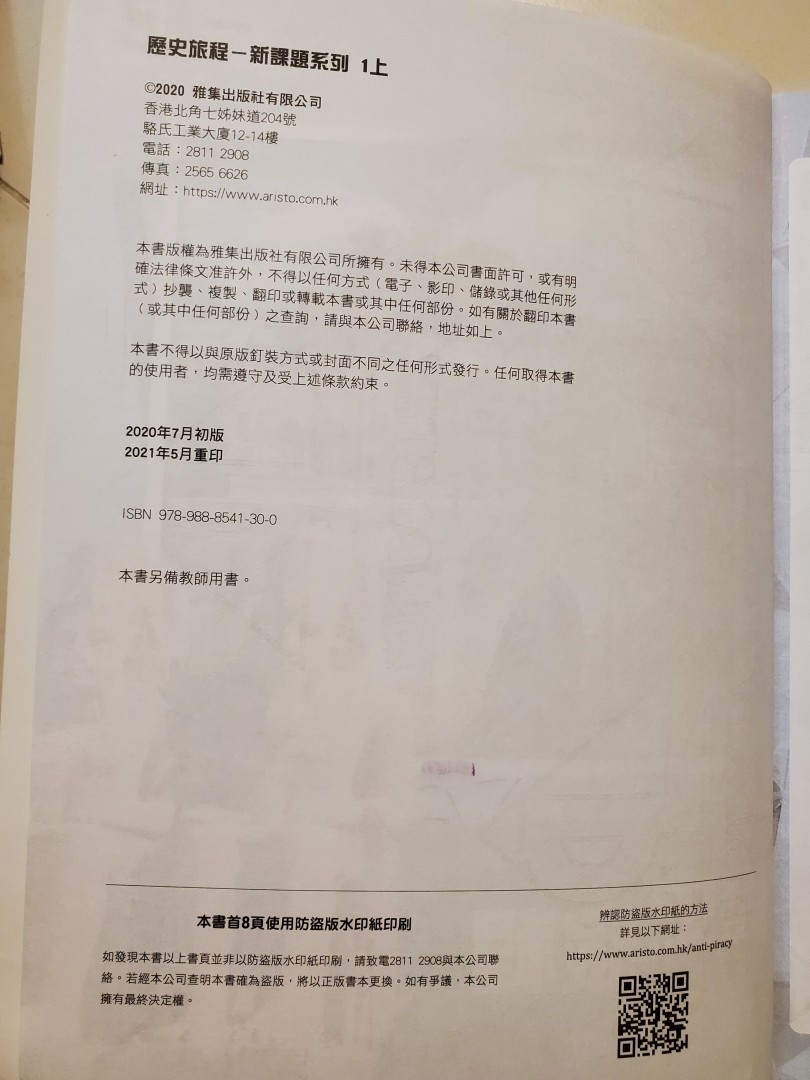 歷史旅程－新課題系列 1上
©2020 雅集出版社有限公司
香港北角七姊妹道204號
駱氏工業大廈12-14樓
電話：2811 2908
傳真：2565 6626
網址：https://www.aristo.com.hk
本書版權為雅集出版社有限公司所擁有。未得本公司書面許可，或有明
確法律條文准許外，不得以任何方式（電子、影印、儲錄或其他任何形
式）抄襲、複製、翻印或轉載本書或其中任何部份。如有關於翻印本書
（或其中任何部份）之查詢，請與本公司聯絡，地址如上。
本書不得以與原版釘裝方式或封面不同之任何形式發行。任何取得本書
的使用者，均需遵守及受上述條款約束。
2020年7月初版
2021年5月重印
ISBN 978-988-8541-30-0
本書另備教師用書。
本書首8頁使用防盜版水印紙印刷
如發現本書以上書頁並非以防盜版水印紙印刷，請致電2811 2908與本公司聯
絡。若經本公司查明本書確為盜版，將以正版書本更換。如有爭議，本公司
擁有最終決定權。
辨認防盜版水印紙的方法
詳見以下網址：
https://www.aristo.com.hk/anti-piracy